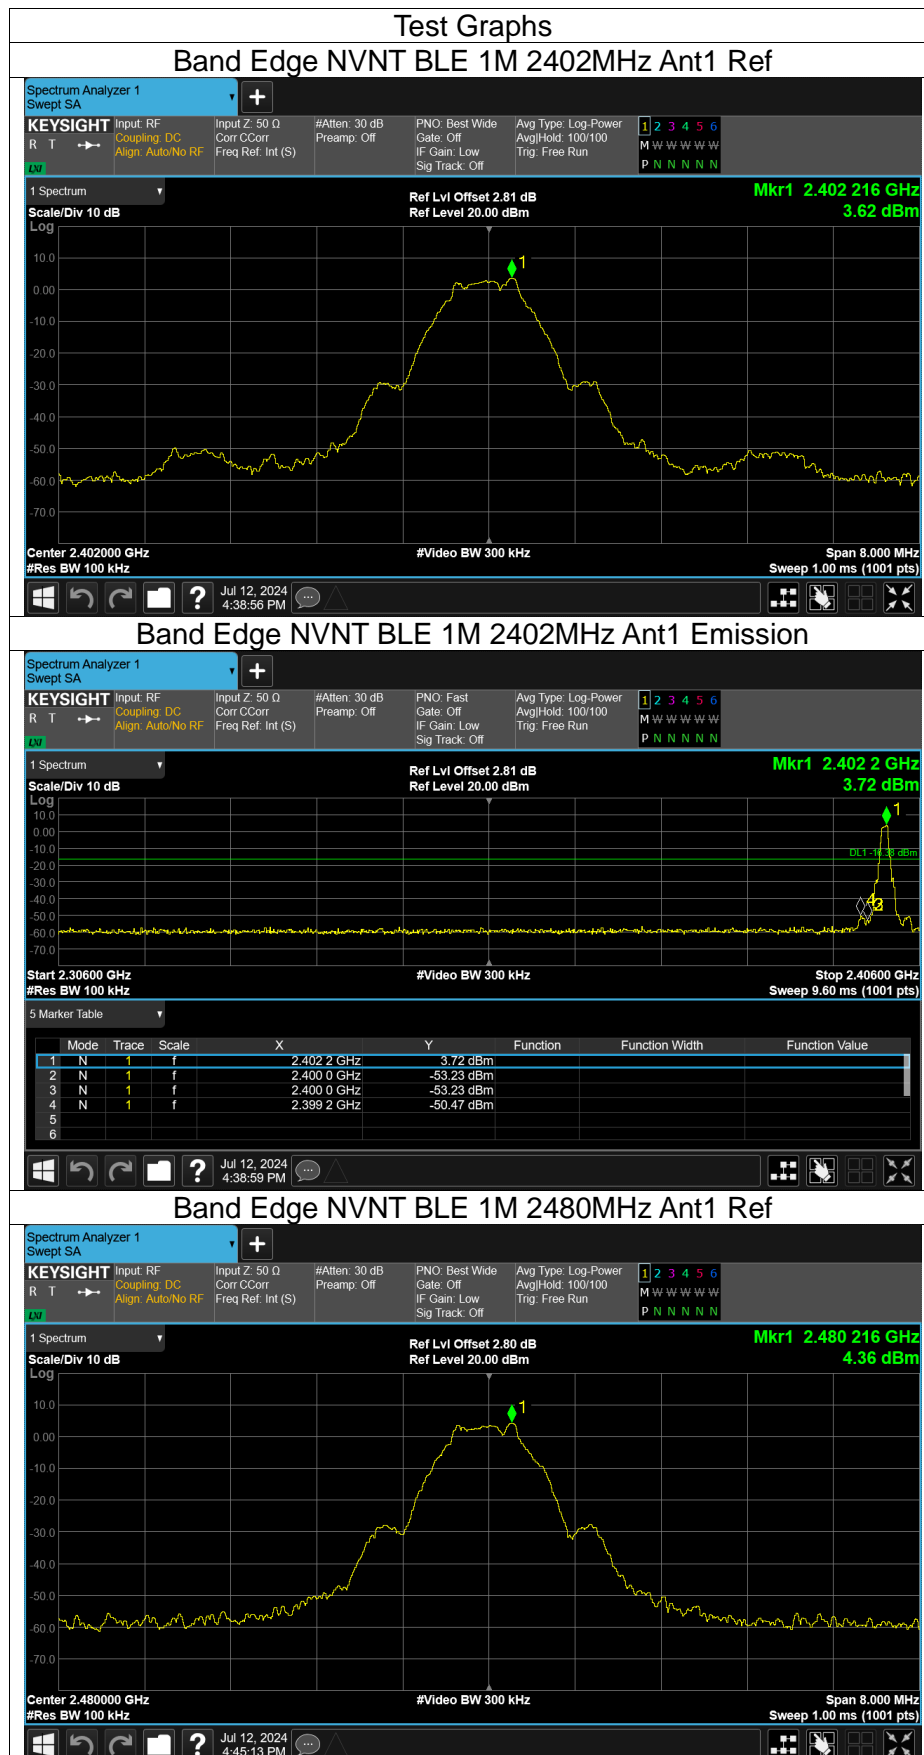 Test Graphs
Band Edge NVNT BLE 1M 2402MHz Ant1 Ref
Spectrum Analyzer 1
Swept SA
KEYSIGHT Input: RF Input Z: 50 Ω #Atten: 30 dB PNO: Best Wide Avg Type: Log-Power 1 2 3 4 5 6
R T Coupling: DC Corr CCorr Preamp: Off Gate: Off Avg|Hold: 100/100 M W W W W W
Align: Auto/No RF Freq Ref: Int (S) IF Gain: Low Trig: Free Run
LXI Sig Track: Off P N N N N N
1 Spectrum Ref Lvl Offset 2.81 dB Mkr1 2.402 216 GHz
Scale/Div 10 dB Ref Level 20.00 dBm 3.62 dBm
Log
1
10.0
0.00
-10.0
-20.0
-30.0
-40.0
-50.0
-60.0
-70.0
Center 2.402000 GHz #Video BW 300 kHz Span 8.000 MHz
#Res BW 100 kHz Sweep 1.00 ms (1001 pts)
? Jul 12, 2024
4:38:56 PM
Band Edge NVNT BLE 1M 2402MHz Ant1 Emission
Spectrum Analyzer 1
Swept SA
KEYSIGHT Input: RF Input Z: 50 Ω #Atten: 30 dB PNO: Fast Avg Type: Log-Power 1 2 3 4 5 6
R T Coupling: DC Corr CCorr Preamp: Off Gate: Off Avg|Hold: 100/100 M W W W W W
Align: Auto/No RF Freq Ref: Int (S) IF Gain: Low Trig: Free Run
LXI Sig Track: Off P N N N N N
1 Spectrum Ref Lvl Offset 2.81 dB Mkr1 2.402 2 GHz
Scale/Div 10 dB Ref Level 20.00 dBm 3.72 dBm
Log
1
10.0
0.00
-10.0
DL1 -16.38 dBm
-20.0
-30.0
-40.0
-50.0
-60.0
-70.0
Start 2.30600 GHz #Video BW 300 kHz Stop 2.40600 GHz
#Res BW 100 kHz Sweep 9.60 ms (1001 pts)
5 Marker Table
Mode Trace Scale X Y Function Function Width Function Value
1 N 1 f 2.402 2 GHz 3.72 dBm
2 N 1 f 2.400 0 GHz -53.23 dBm
3 N 1 f 2.400 0 GHz -53.23 dBm
4 N 1 f 2.399 2 GHz -50.47 dBm
5
6
? Jul 12, 2024
4:38:59 PM
Band Edge NVNT BLE 1M 2480MHz Ant1 Ref
Spectrum Analyzer 1
Swept SA
KEYSIGHT Input: RF Input Z: 50 Ω #Atten: 30 dB PNO: Best Wide Avg Type: Log-Power 1 2 3 4 5 6
R T Coupling: DC Corr CCorr Preamp: Off Gate: Off Avg|Hold: 100/100 M W W W W W
Align: Auto/No RF Freq Ref: Int (S) IF Gain: Low Trig: Free Run
LXI Sig Track: Off P N N N N N
1 Spectrum Ref Lvl Offset 2.80 dB Mkr1 2.480 216 GHz
Scale/Div 10 dB Ref Level 20.00 dBm 4.36 dBm
Log
1
10.0
0.00
-10.0
-20.0
-30.0
-40.0
-50.0
-60.0
-70.0
Center 2.480000 GHz #Video BW 300 kHz Span 8.000 MHz
#Res BW 100 kHz Sweep 1.00 ms (1001 pts)
? Jul 12, 2024
4:45:13 PM